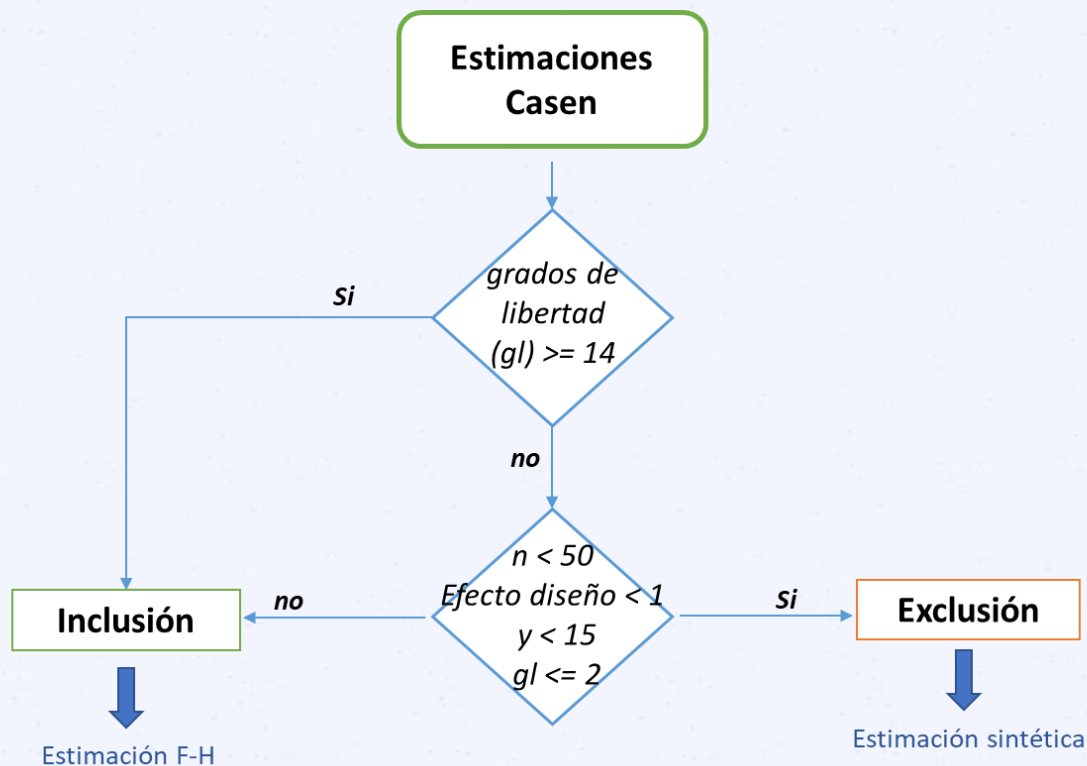 Estimaciones
Casen
grados de
libertad
(gl) >= 14
Si
no
n < 50
Efecto diseño < 1
y < 15
gl <= 2
no
Si
Inclusión
Exclusión
Estimación F-H
Estimación sintética